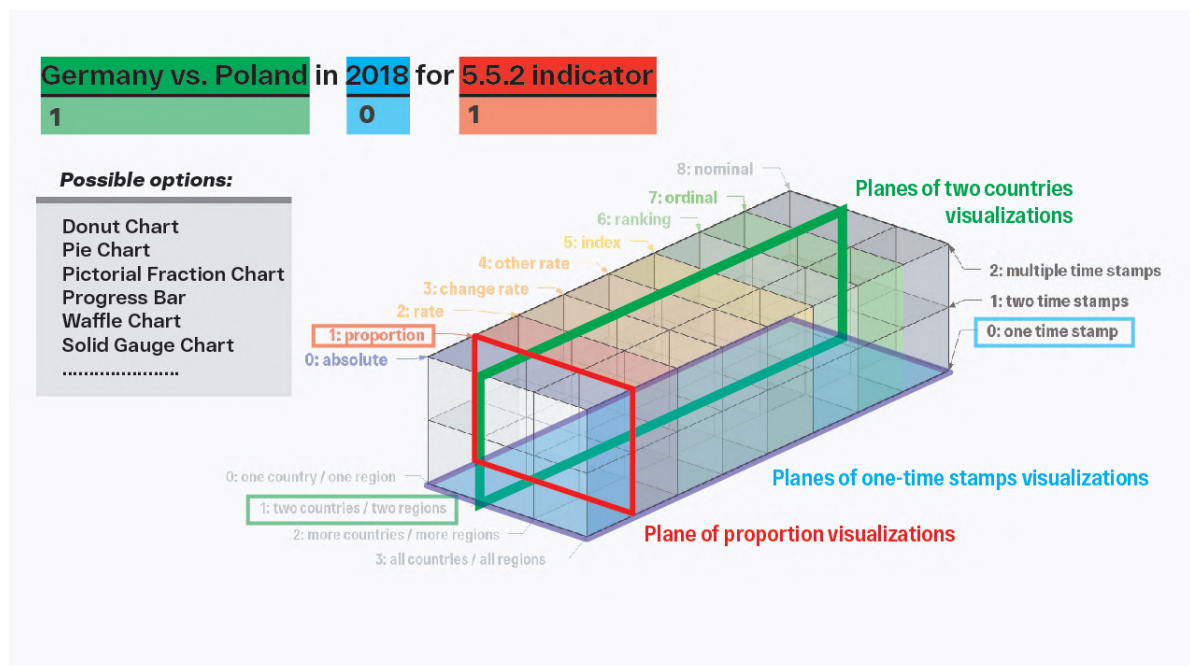 Germany vs. Poland in 2018 for 5.5.2 indicator
1 0 1
Possible options:
Donut Chart
Pie Chart
Pictorial Fraction Chart
Progress Bar
Waffle Chart
Solid Gauge Chart
.....................
8: nominal
7: ordinal
6: ranking
5: index
4: other rate
3: change rate
2: rate
1: proportion
0: absolute
Planes of two countries
visualizations
2: multiple time stamps
1: two time stamps
0: one time stamp
0: one country / one region
1: two countries / two regions
2: more countries / more regions
3: all countries / all regions
Planes of one-time stamps visualizations
Plane of proportion visualizations